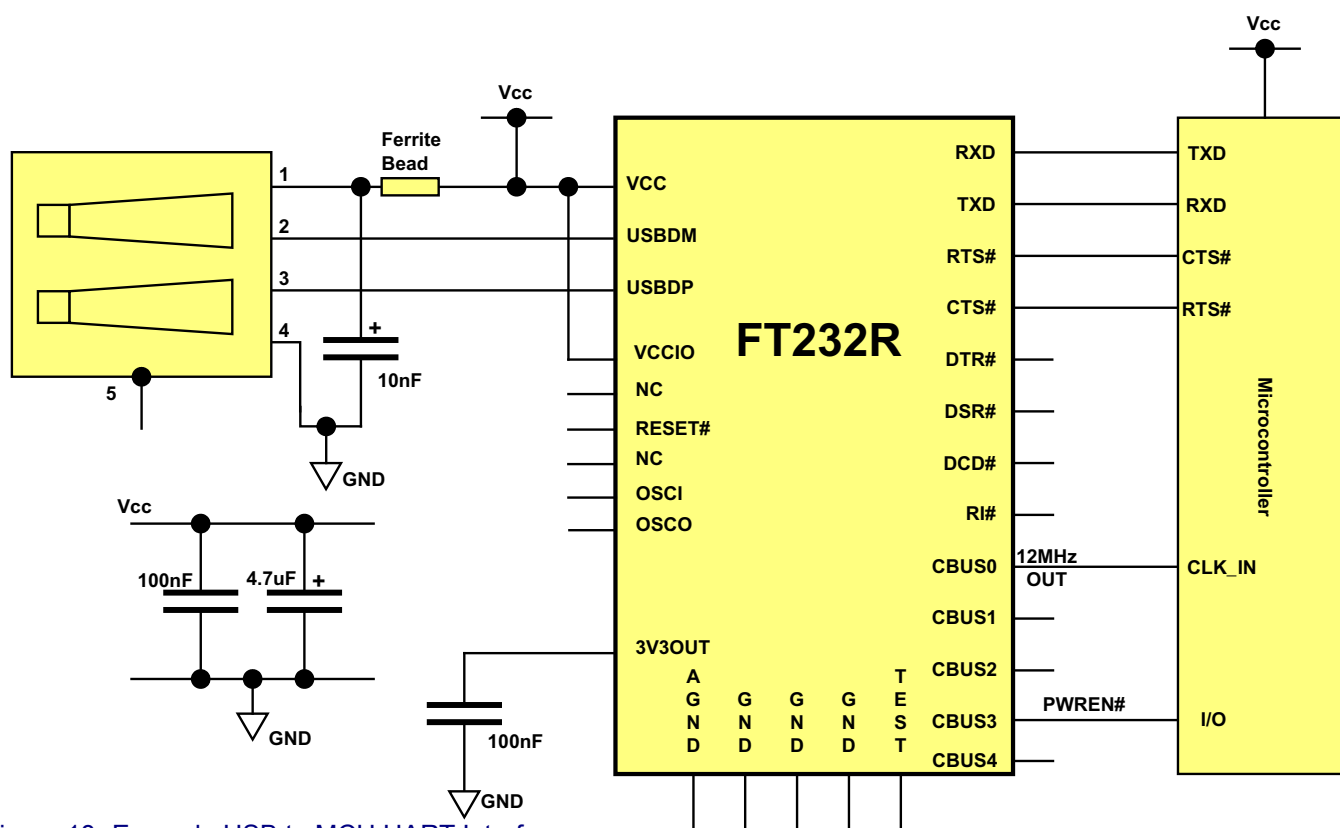 Vcc
Vcc
Ferrite
Bead
1
2
3
4
5
+
10nF
GND
Vcc
100nF
4.7uF
+
GND
VCC
USBDM
USBDP
VCCIO
NC
RESET#
NC
OSCI
OSCO
3V3OUT
100nF
GND
FT232R
AGND
GND
GND
GND
TEST
RXD
TXD
RTS#
CTS#
DTR#
DSR#
DCD#
RI#
CBUS0
CBUS1
CBUS2
CBUS3
CBUS4
12MHz
OUT
PWREN#
TXD
RXD
CTS#
RTS#
Microcontroller
CLK_IN
I/O